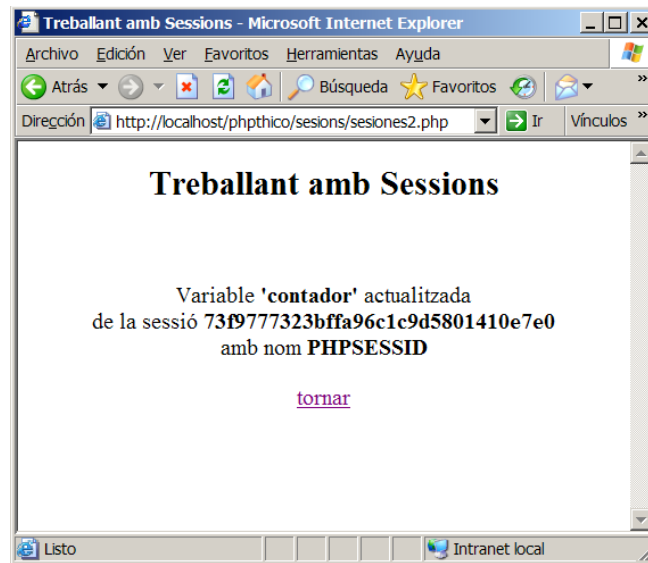 Treballant amb Sessions - Microsoft Internet Explorer
Archivo Edición Ver Favoritos Herramientas Ayuda
Atrás Búsqueda Favoritos »
Dirección http://localhost/phpthico/sesions/sesiones2.php Ir Vínculos »
Treballant amb Sessions
Variable 'contador' actualitzada
de la sessió 73f9777323bffa96c1c9d5801410e7e0
amb nom PHPSESSID
tornar
Listo Intranet local